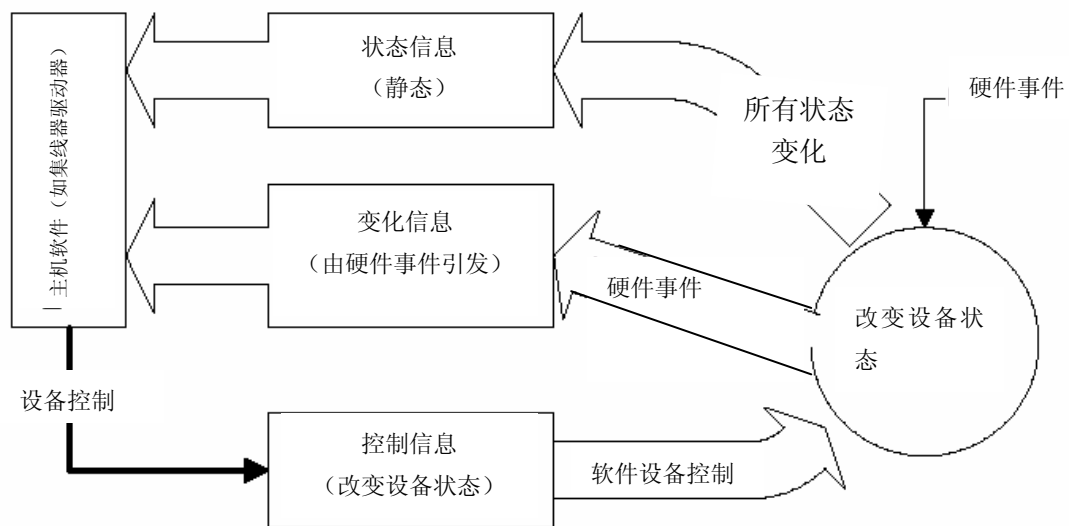 主机软件（如集线器驱动器）
状态信息
（静态）
所有状态
变化
硬件事件
变化信息
（由硬件事件引发）
硬件事件
改变设备状
态
设备控制
控制信息
（改变设备状态）
软件设备控制